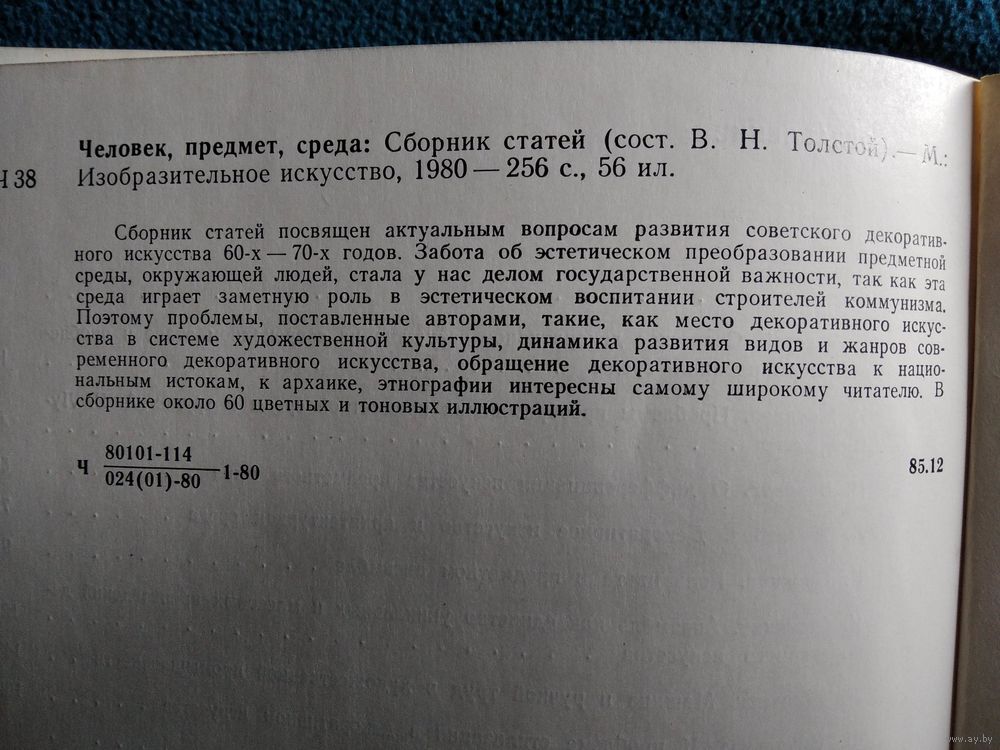 Человек, предмет, среда: Сборник статей (сост. В. Н. Толстой).— М.:
Ч 38 Изобразительное искусство, 1980 — 256 с., 56 ил.
Сборник статей посвящен актуальным вопросам развития советского декоратив-
ного искусства 60-х — 70-х годов. Забота об эстетическом преобразовании предметной
среды, окружающей людей, стала у нас делом государственной важности, так как эта
среда играет заметную роль в эстетическом воспитании строителей коммунизма.
Поэтому проблемы, поставленные авторами, такие, как место декоративного искус-
ства в системе художественной культуры, динамика развития видов и жанров сов-
ременного декоративного искусства, обращение декоративного искусства к нацио-
нальным истокам, к архаике, этнографии интересны самому широкому читателю. В
сборнике около 60 цветных и тоновых иллюстраций.
80101-114
Ч 1-80 85.12
024(01)-80
www.ay.by